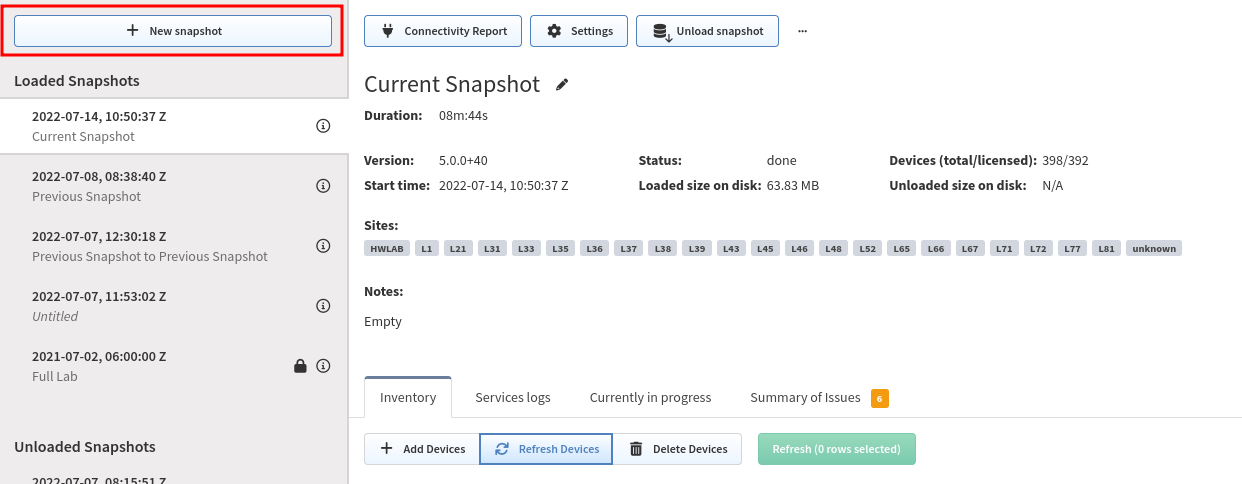 New snapshot
Loaded Snapshots
2022-07-14, 10:50:37 Z
Current Snapshot
2022-07-08, 08:38:40 Z
Previous Snapshot
2022-07-07, 12:30:18 Z
Previous Snapshot to Previous Snapshot
2022-07-07, 11:53:02 Z
Untitled
2021-07-02, 06:00:00 Z
Full Lab
Unloaded Snapshots
2022-07-07, 08:15:51 Z
Connectivity Report Settings Unload snapshot ...
Current Snapshot
Duration: 08m:44s
Version: 5.0.0+40 Status: done Devices (total/licensed): 398/392
Start time: 2022-07-14, 10:50:37 Z Loaded size on disk: 63.83 MB Unloaded size on disk: N/A
Sites:
HWLAB L1 L21 L31 L33 L35 L36 L37 L38 L39 L43 L45 L46 L48 L52 L65 L66 L67 L71 L72 L77 L81 unknown
Notes:
Empty
Inventory Services logs Currently in progress Summary of Issues 6
Add Devices Refresh Devices Delete Devices Refresh (0 rows selected)